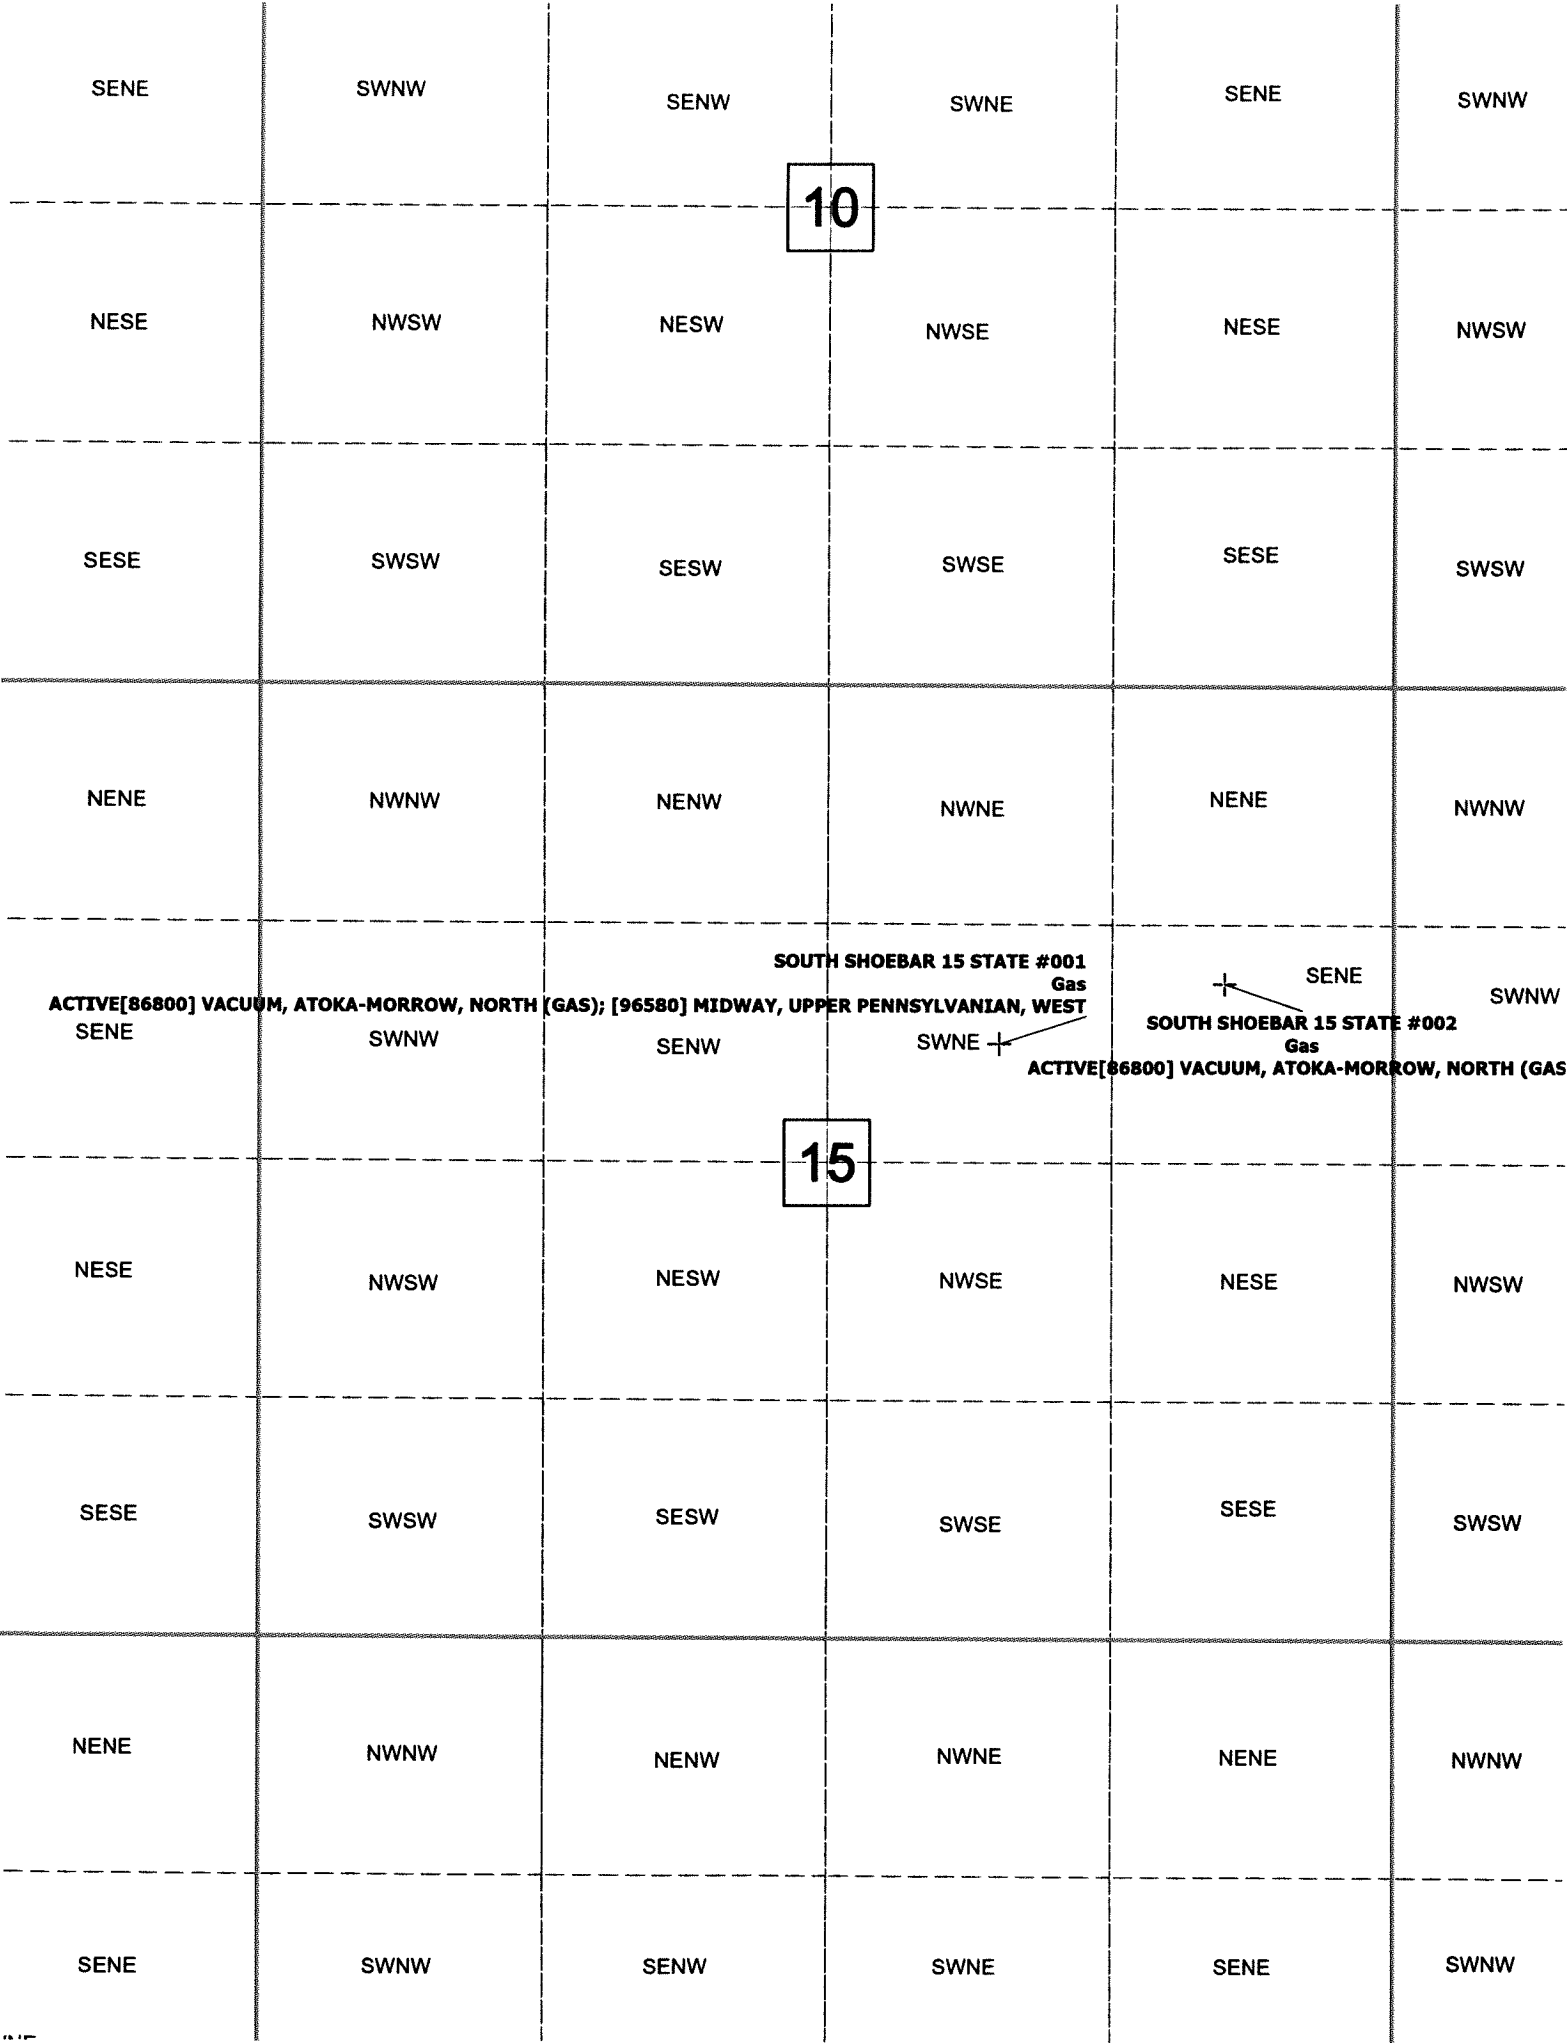 SENE
SWNW
SENW
SWNE
SENE
SWNW
10
NESE
NWSW
NESW
NWSE
NESE
NWSW
SESE
SWSW
SESW
SWSE
SESE
SWSW
NENE
NWNW
NENW
NWNE
NENE
NWNW
SOUTH SHOEBAR 15 STATE #001
Gas
ACTIVE[86800] VACUUM, ATOKA-MORROW, NORTH (GAS); [96580] MIDWAY, UPPER PENNSYLVANIAN, WEST
SENE
SWNW
SENW
SWNE
SENE
SWNW
SOUTH SHOEBAR 15 STATE #002
Gas
ACTIVE[86800] VACUUM, ATOKA-MORROW, NORTH (GAS
15
NESE
NWSW
NESW
NWSE
NESE
NWSW
SESE
SWSW
SESW
SWSE
SESE
SWSW
NENE
NWNW
NENW
NWNE
NENE
NWNW
SENE
SWNW
SENW
SWNE
SENE
SWNW